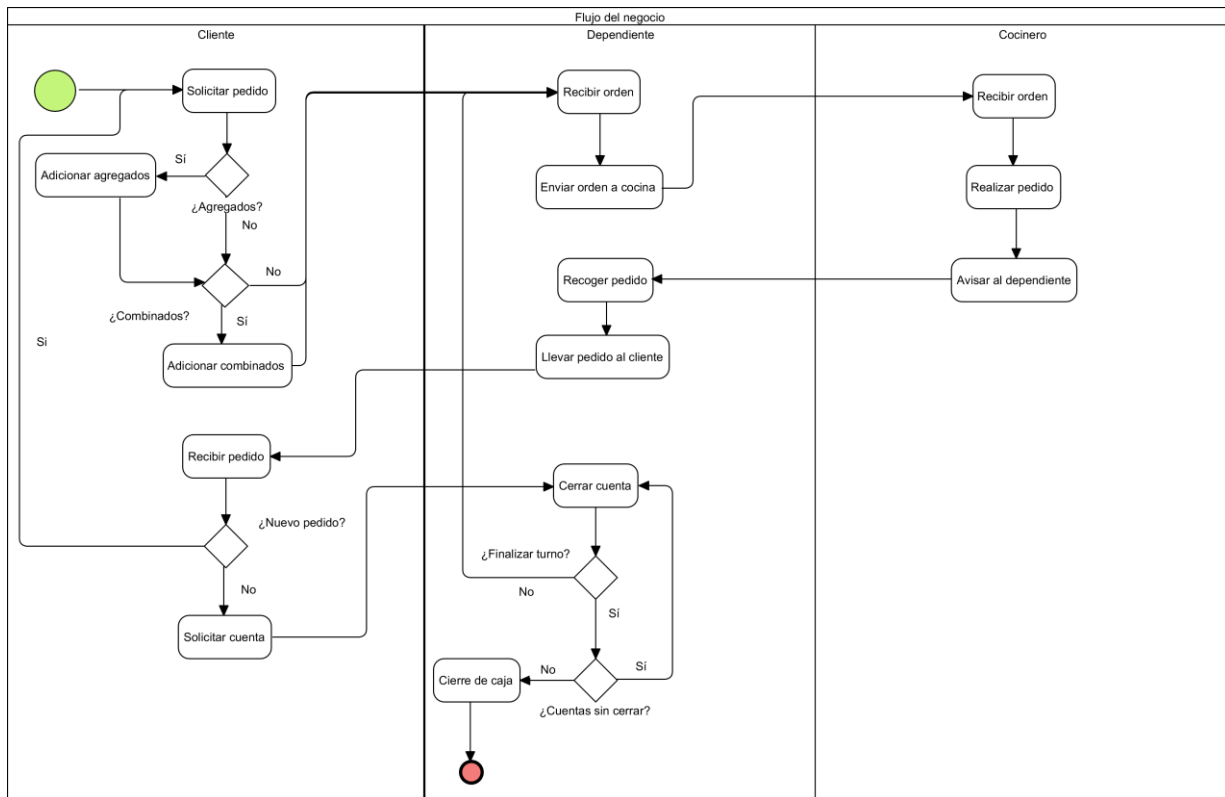 Flujo del negocio
Cliente
Dependiente
Cocinero
Solicitar pedido
Recibir orden
Recibir orden
Sí
Adicionar agregados
¿Agregados?
Enviar orden a cocina
Realizar pedido
No
No
Recoger pedido
Avisar al dependiente
¿Combinados?
Sí
Si
Adicionar combinados
Llevar pedido al cliente
Recibir pedido
Cerrar cuenta
¿Nuevo pedido?
¿Finalizar turno?
No
No
Sí
Solicitar cuenta
Cierre de caja
No
Sí
¿Cuentas sin cerrar?